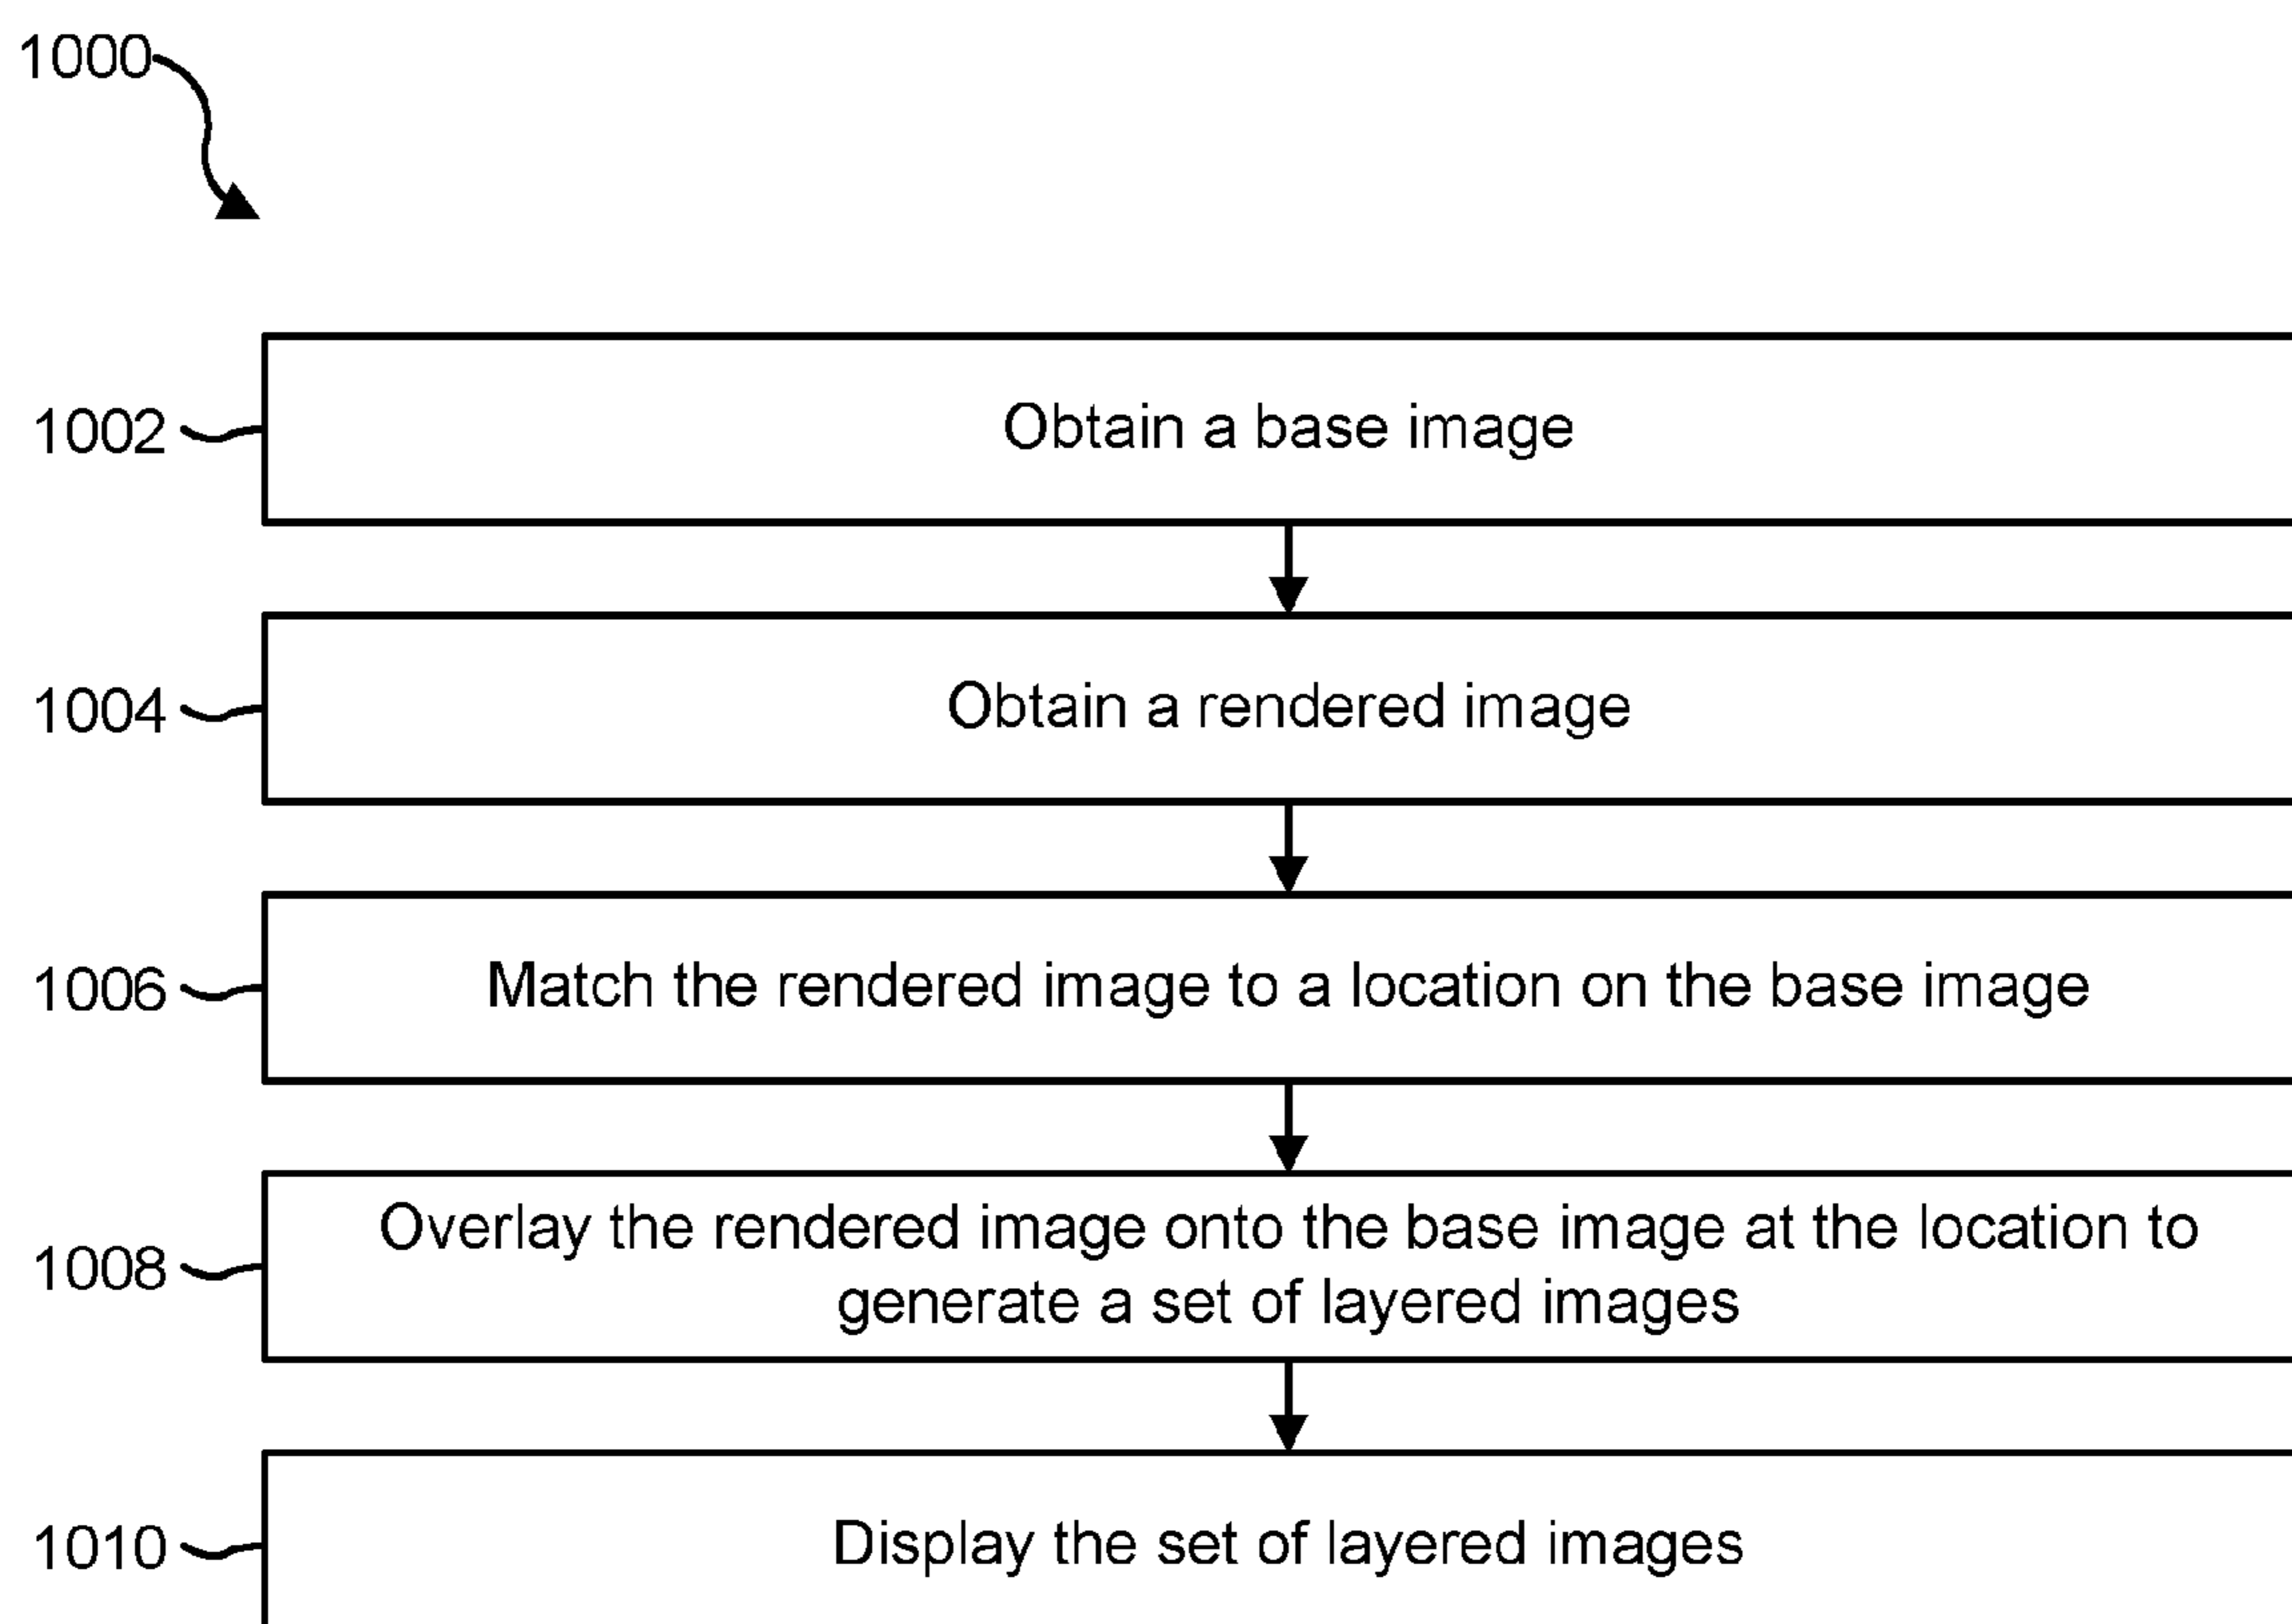 1000
1002
Obtain a base image
1004
Obtain a rendered image
1006
Match the rendered image to a location on the base image
1008
Overlay the rendered image onto the base image at the location to
generate a set of layered images
1010
Display the set of layered images